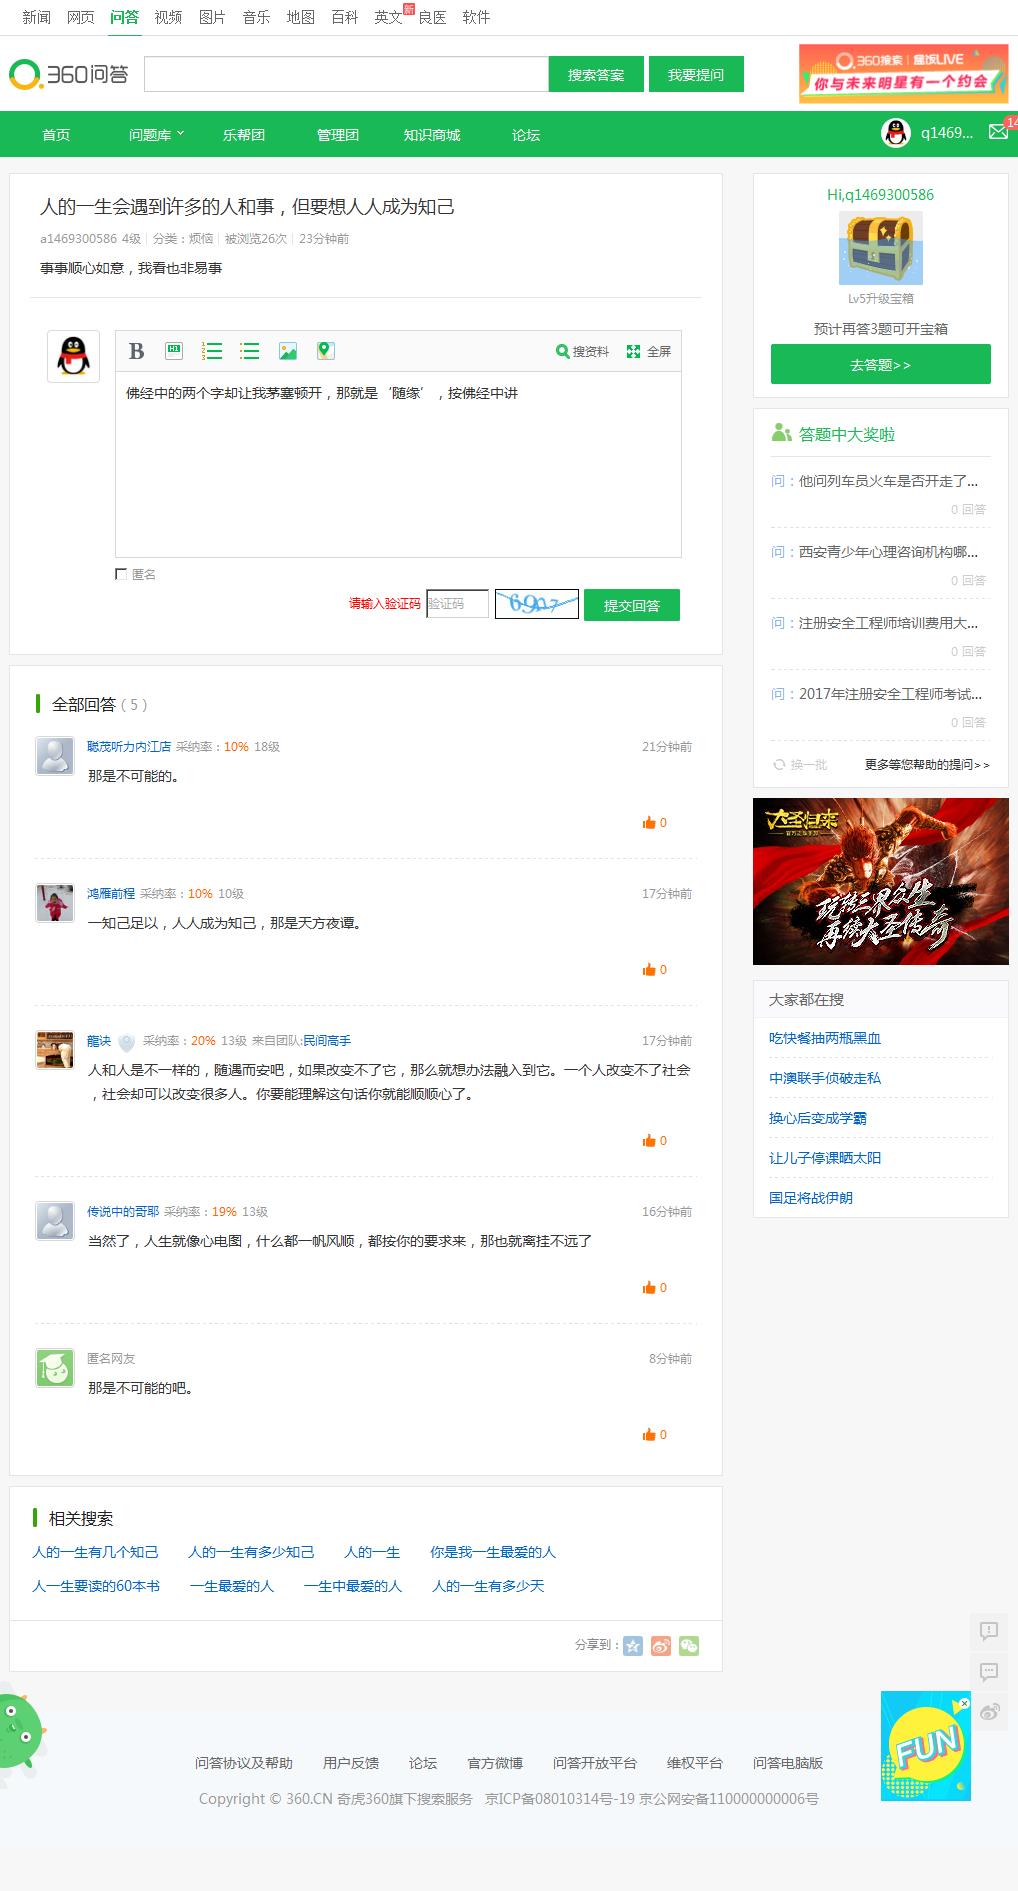 新闻 网页 问答 视频 图片 音乐 地图 百科 英文 新 良医 软件
360问答 搜索答案 我要提问
360搜索 盒饭LIVE
你与未来明星有一个约会
首页 问题库 乐帮团 管理团 知识商城 论坛 q1469... 14
人的一生会遇到许多的人和事，但要想人人成为知己
a1469300586 4级 分类：烦恼 被浏览26次 23分钟前
事事顺心如意，我看也非易事
B H1 搜资料 全屏
佛经中的两个字却让我茅塞顿开，那就是‘随缘’，按佛经中讲
匿名
请输入验证码 验证码 提交回答
全部回答（5）
聪茂听力内江店 采纳率：10% 18级 21分钟前
那是不可能的。
0
鸿雁前程 采纳率：10% 10级 17分钟前
一知己足以，人人成为知己，那是天方夜谭。
0
龍诀 采纳率：20% 13级 来自团队:民间高手 17分钟前
人和人是不一样的，随遇而安吧，如果改变不了它，那么就想办法融入到它。一个人改变不了社会
，社会却可以改变很多人。你要能理解这句话你就能顺顺心了。
0
传说中的哥耶 采纳率：19% 13级 16分钟前
当然了，人生就像心电图，什么都一帆风顺，都按你的要求来，那也就离挂不远了
0
匿名网友 8分钟前
那是不可能的吧。
0
相关搜索
人的一生有几个知己 人的一生有多少知己 人的一生 你是我一生最爱的人
人一生要读的60本书 一生最爱的人 一生中最爱的人 人的一生有多少天
分享到：
Hi,q1469300586
Lv5升级宝箱
预计再答3题可开宝箱
去答题>>
答题中大奖啦
问：他问列车员火车是否开走了...
0 回答
问：西安青少年心理咨询机构哪...
0 回答
问：注册安全工程师培训费用大...
0 回答
问：2017年注册安全工程师考试...
0 回答
换一批 更多等您帮助的提问>>
大圣归来
玩转三界众生
再续大圣传奇
大家都在搜
吃快餐抽两瓶黑血
中澳联手侦破走私
换心后变成学霸
让儿子停课晒太阳
国足将战伊朗
FUN
问答协议及帮助 用户反馈 论坛 官方微博 问答开放平台 维权平台 问答电脑版
Copyright © 360.CN 奇虎360旗下搜索服务 京ICP备08010314号-19 京公网安备110000000006号